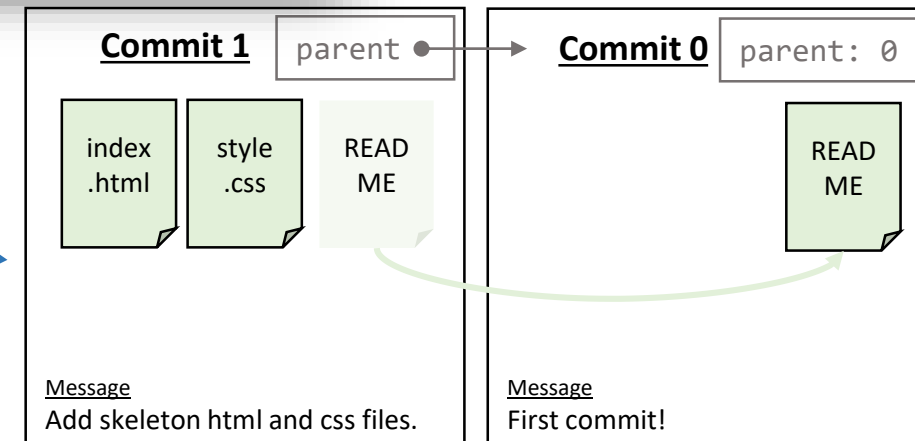 Commit 1
parent
index
.html
style
.css
READ
ME
Message
Add skeleton html and css files.
Commit 0
parent: 0
READ
ME
Message
First commit!